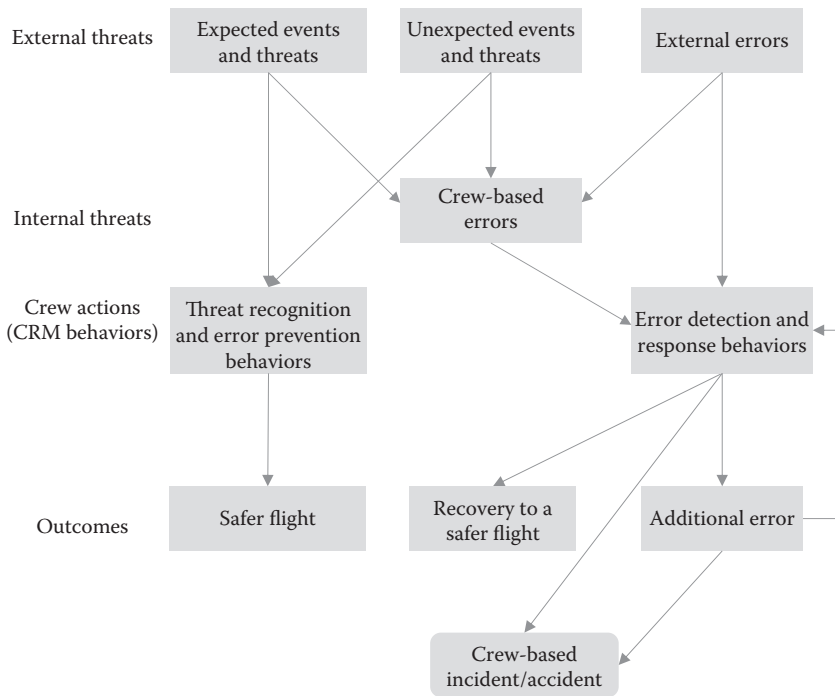 External threats
Expected events
and threats
Unexpected events
and threats
External errors
Internal threats
Crew-based
errors
Crew actions
(CRM behaviors)
Threat recognition
and error prevention
behaviors
Error detection and
response behaviors
Outcomes
Safer flight
Recovery to a
safer flight
Additional error
Crew-based
incident/accident